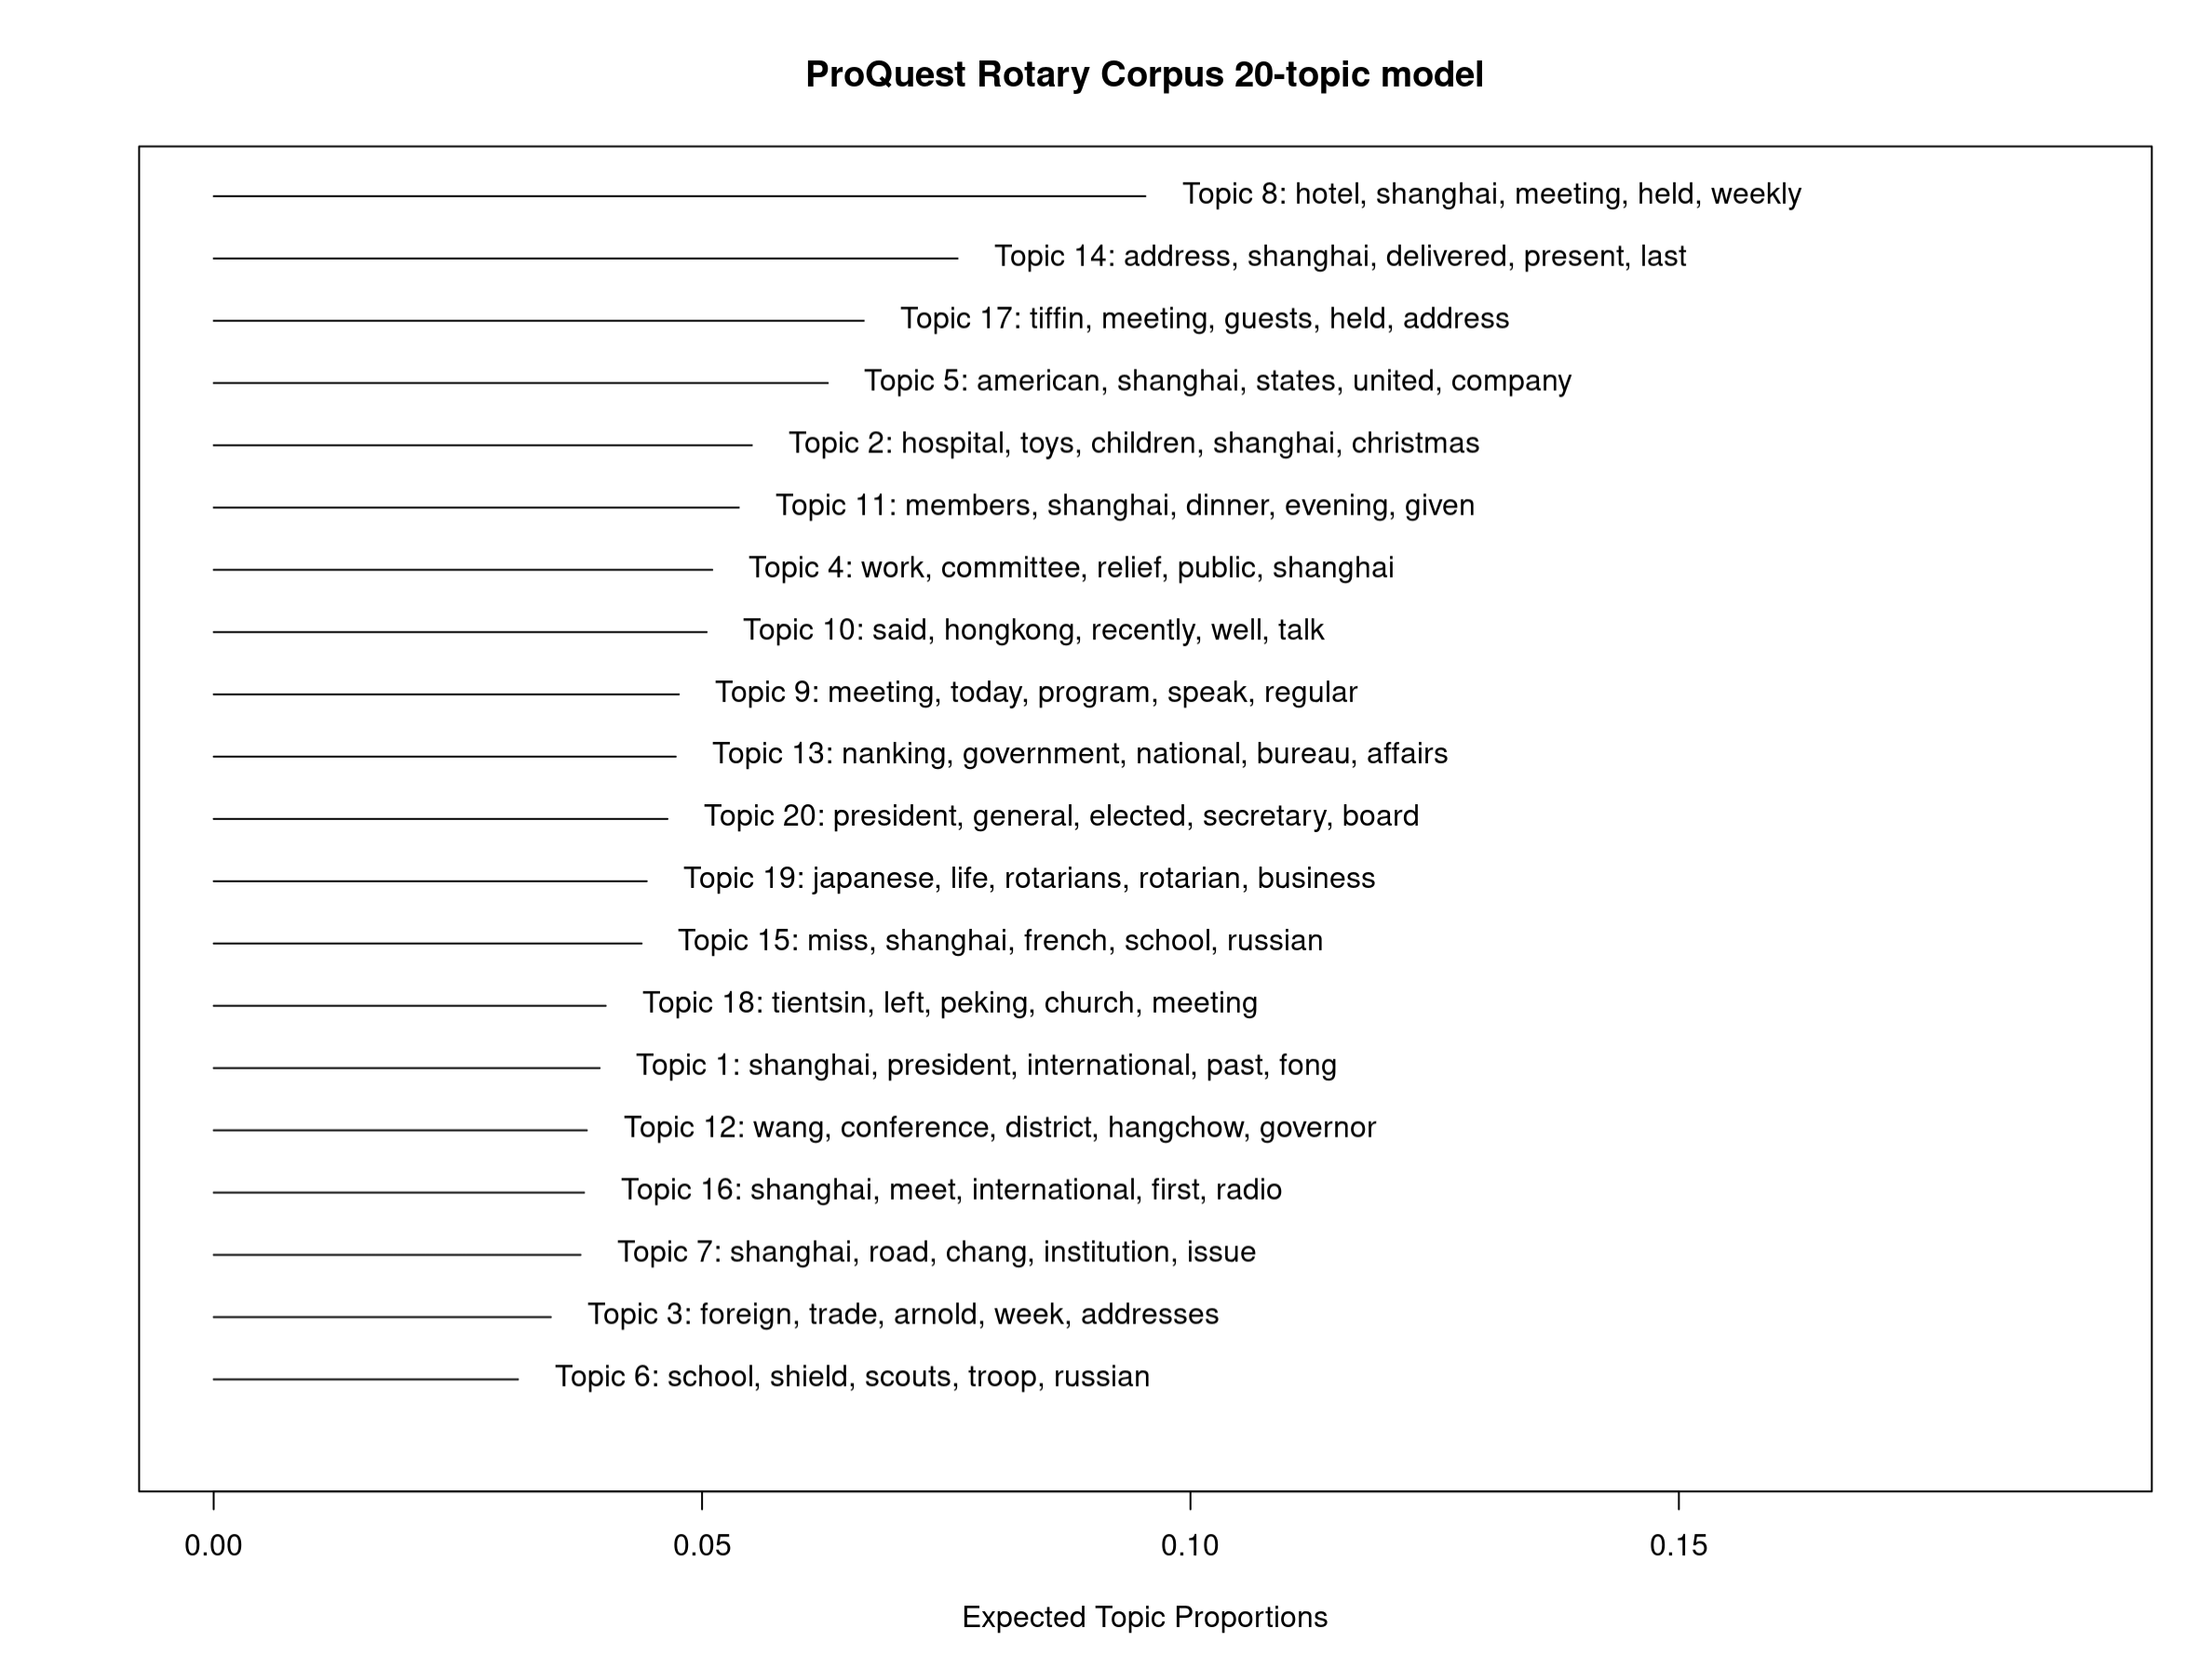 ProQuest Rotary Corpus 20-topic model
Topic 8: hotel, shanghai, meeting, held, weekly
Topic 14: address, shanghai, delivered, present, last
Topic 17: tiffin, meeting, guests, held, address
Topic 5: american, shanghai, states, united, company
Topic 2: hospital, toys, children, shanghai, christmas
Topic 11: members, shanghai, dinner, evening, given
Topic 4: work, committee, relief, public, shanghai
Topic 10: said, hongkong, recently, well, talk
Topic 9: meeting, today, program, speak, regular
Topic 13: nanking, government, national, bureau, affairs
Topic 20: president, general, elected, secretary, board
Topic 19: japanese, life, rotarians, rotarian, business
Topic 15: miss, shanghai, french, school, russian
Topic 18: tientsin, left, peking, church, meeting
Topic 1: shanghai, president, international, past, fong
Topic 12: wang, conference, district, hangchow, governor
Topic 16: shanghai, meet, international, first, radio
Topic 7: shanghai, road, chang, institution, issue
Topic 3: foreign, trade, arnold, week, addresses
Topic 6: school, shield, scouts, troop, russian
0.00 0.05 0.10 0.15
Expected Topic Proportions